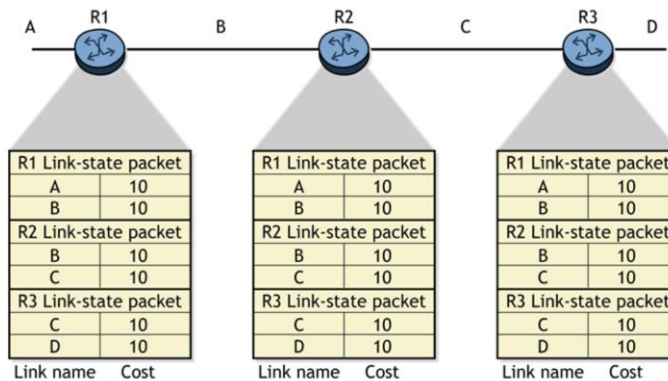 A R1 B R2 C R3 D
R1 Link-state packet R1 Link-state packet R1 Link-state packet
A 10 A 10 A 10
B 10 B 10 B 10
R2 Link-state packet R2 Link-state packet R2 Link-state packet
B 10 B 10 B 10
C 10 C 10 C 10
R3 Link-state packet R3 Link-state packet R3 Link-state packet
C 10 C 10 C 10
D 10 D 10 D 10
Link name Cost Link name Cost Link name Cost